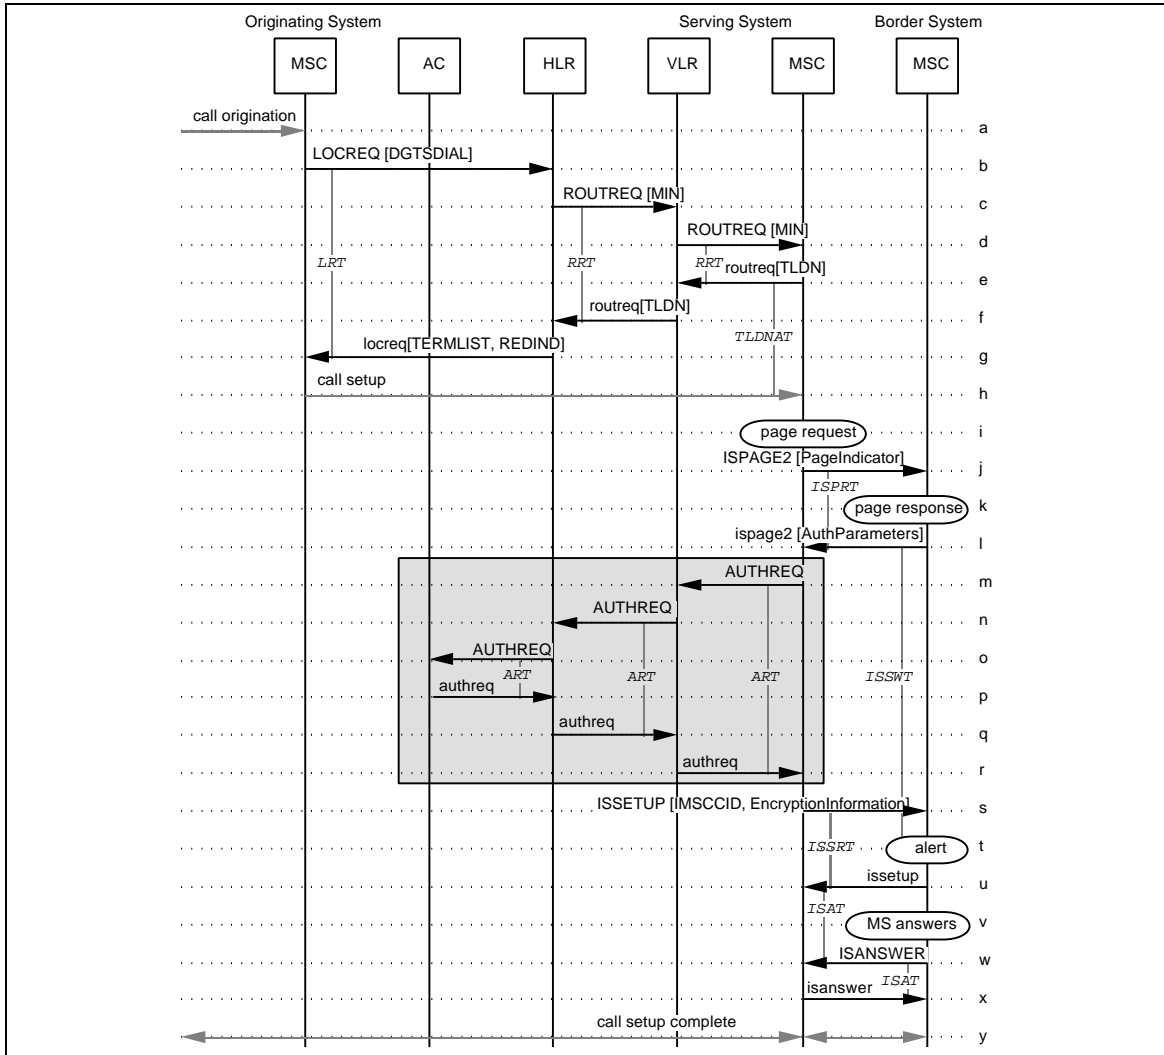 Originating System Serving System Border System
MSC AC HLR VLR MSC MSC
call origination a
LOCREQ [DGTSDIAL] b
ROUTREQ [MIN] c
ROUTREQ [MIN] d
LRT RRT RRT routreq[TLDN] e
routreq[TLDN] f
TLDNAT
locreq[TERMLIST, REDIND] g
call setup h
page request i
ISPAGE2 [PageIndicator] j
ISPRT
page response k
ispage2 [AuthParameters] l
AUTHREQ m
AUTHREQ n
AUTHREQ o
ART ART ART ISSWT
authreq p
authreq q
authreq r
ISSETUP [IMSCCID, EncryptionInformation] s
ISSRT alert t
issetup u
ISAT
MS answers v
ISANSWER w
ISAT
isanswer x
call setup complete y